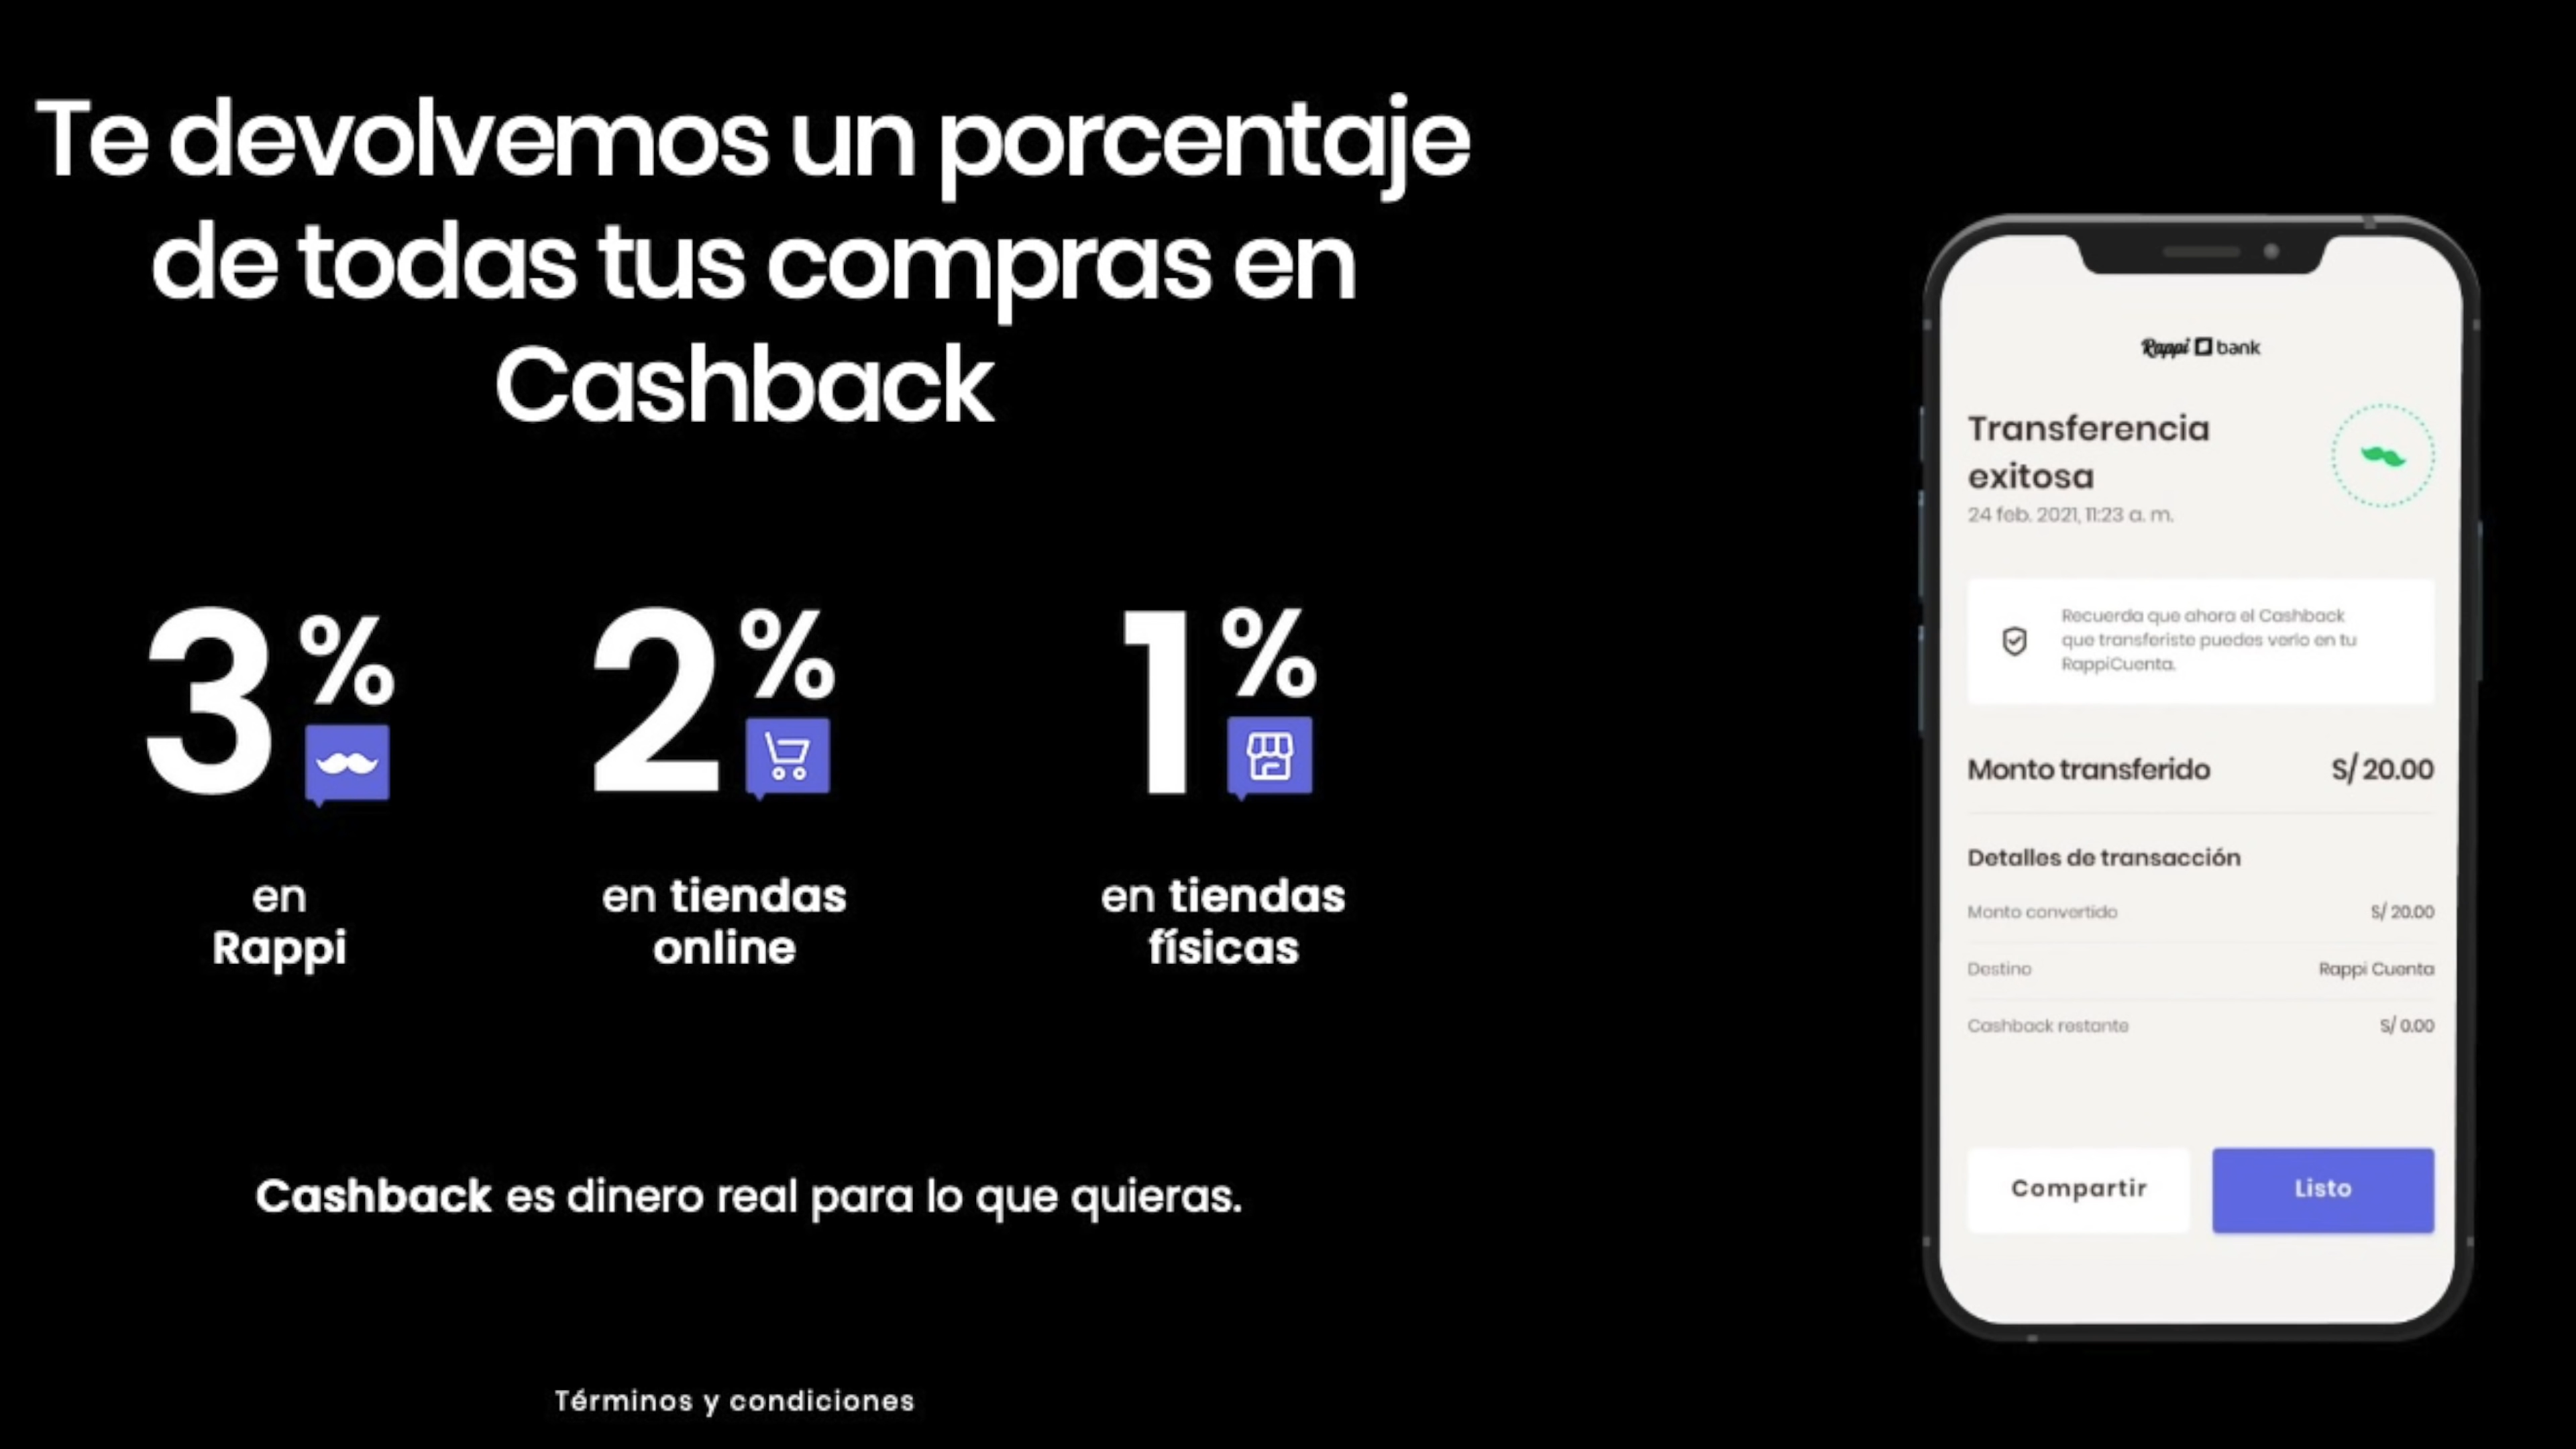 Te devolvemos un porcentaje
de todas tus compras en
Cashback
3%
en
Rappi
2%
en tiendas
online
1%
en tiendas
físicas
Cashback es dinero real para lo que quieras.
Términos y condiciones
Rappi bank
Transferencia
exitosa
24 feb. 2021, 11:23 a. m.
Recuerda que ahora el Cashback
que transferiste puedes verlo en tu
RappiCuenta.
Monto transferido S/ 20.00
Detalles de transacción
Monto convertido S/ 20.00
Destino Rappi Cuenta
Cashback restante S/ 0.00
Compartir Listo